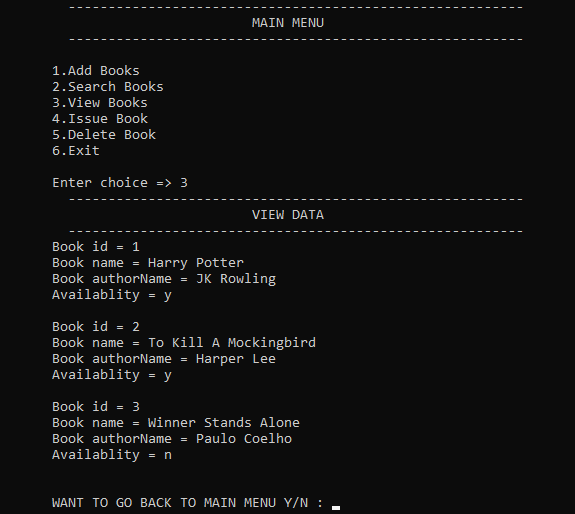 ---------------------------------------------------------
MAIN MENU
---------------------------------------------------------
1.Add Books
2.Search Books
3.View Books
4.Issue Book
5.Delete Book
6.Exit
Enter choice => 3
---------------------------------------------------------
VIEW DATA
---------------------------------------------------------
Book id = 1
Book name = Harry Potter
Book authorName = JK Rowling
Availablity = y
Book id = 2
Book name = To Kill A Mockingbird
Book authorName = Harper Lee
Availablity = y
Book id = 3
Book name = Winner Stands Alone
Book authorName = Paulo Coelho
Availablity = n
WANT TO GO BACK TO MAIN MENU Y/N :